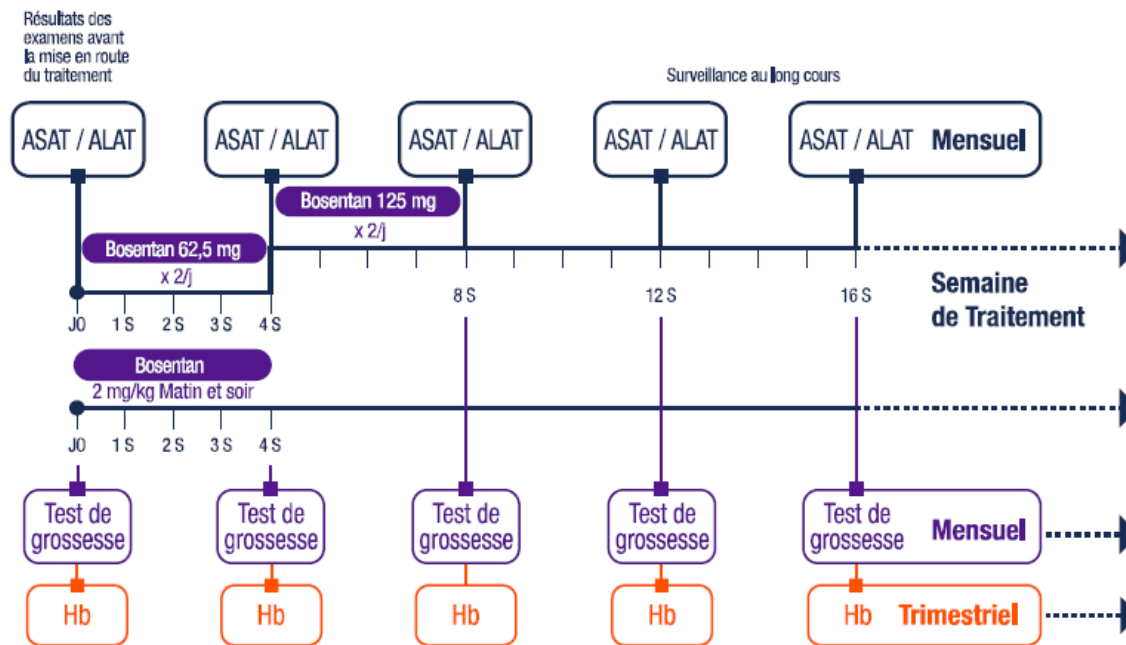 Résultats des
examens avant
la mise en route
du traitement
Surveillance au long cours
ASAT / ALAT
ASAT / ALAT
ASAT / ALAT
ASAT / ALAT
ASAT / ALAT Mensuel
Bosentan 125 mg
x 2/j
Bosentan 62,5 mg
x 2/j
J0 1 S 2 S 3 S 4 S
8 S 12 S 16 S
Semaine
de Traitement
Bosentan
2 mg/kg Matin et soir
J0 1 S 2 S 3 S 4 S
Test de
grossesse
Test de
grossesse
Test de
grossesse
Test de
grossesse
Test de
grossesse
Mensuel
Hb
Hb
Hb
Hb
Hb Trimestriel